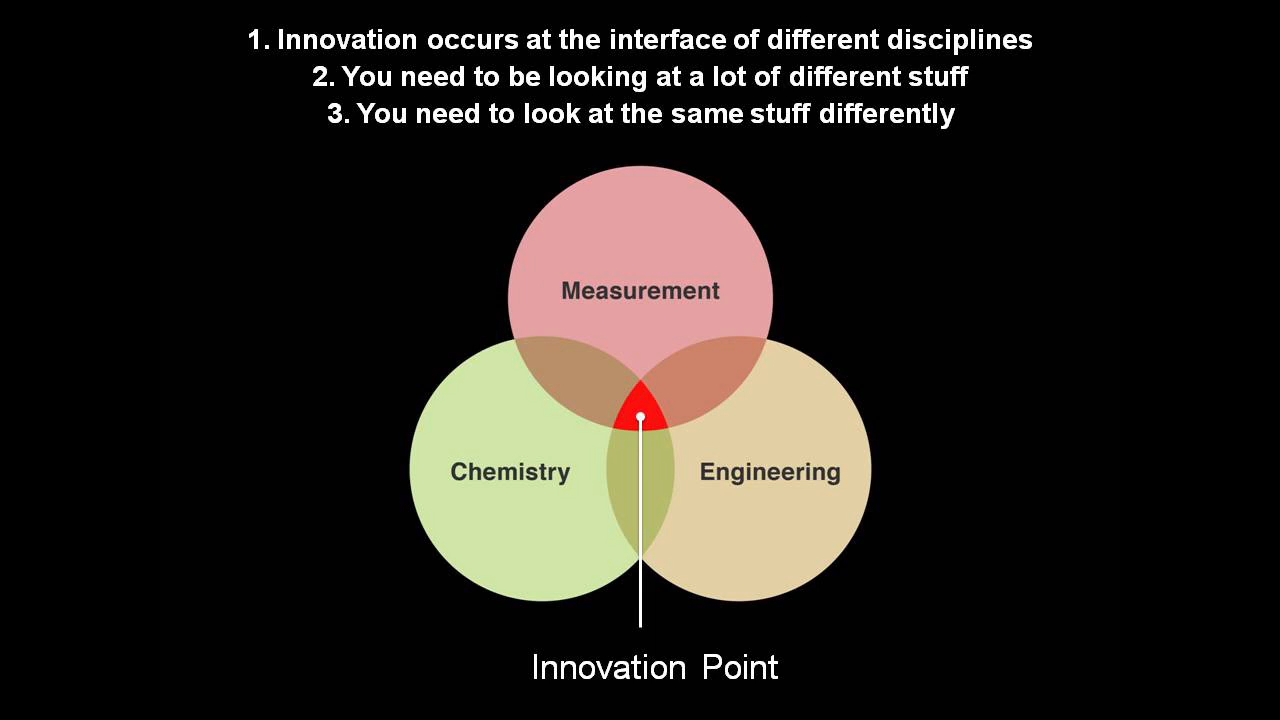 1. Innovation occurs at the interface of different disciplines
2. You need to be looking at a lot of different stuff
3. You need to look at the same stuff differently
Measurement
Chemistry
Engineering
Innovation Point